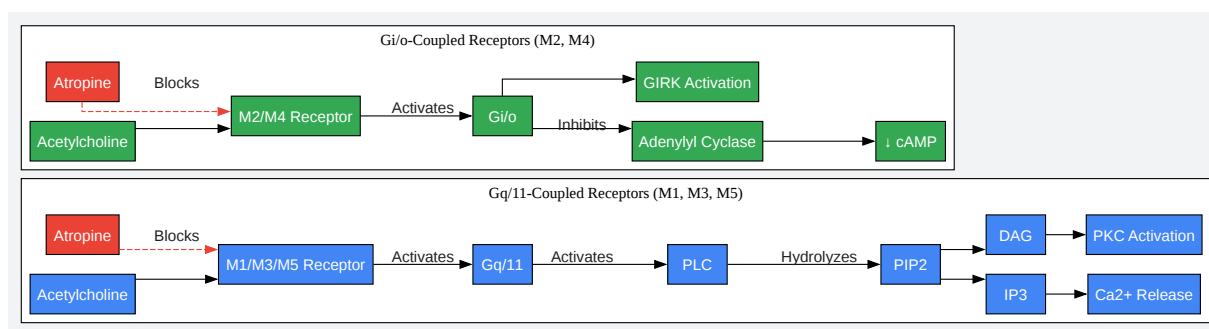 Gi/o-Coupled Receptors (M2, M4)
Atropine
Blocks
GIRK Activation
Acetylcholine
M2/M4 Receptor
Activates
Gi/o
Inhibits
Adenylyl Cyclase
↓ cAMP
Gq/11-Coupled Receptors (M1, M3, M5)
Atropine
Blocks
Acetylcholine
M1/M3/M5 Receptor
Activates
Gq/11
Activates
PLC
Hydrolyzes
PIP2
DAG
PKC Activation
IP3
Ca2+ Release